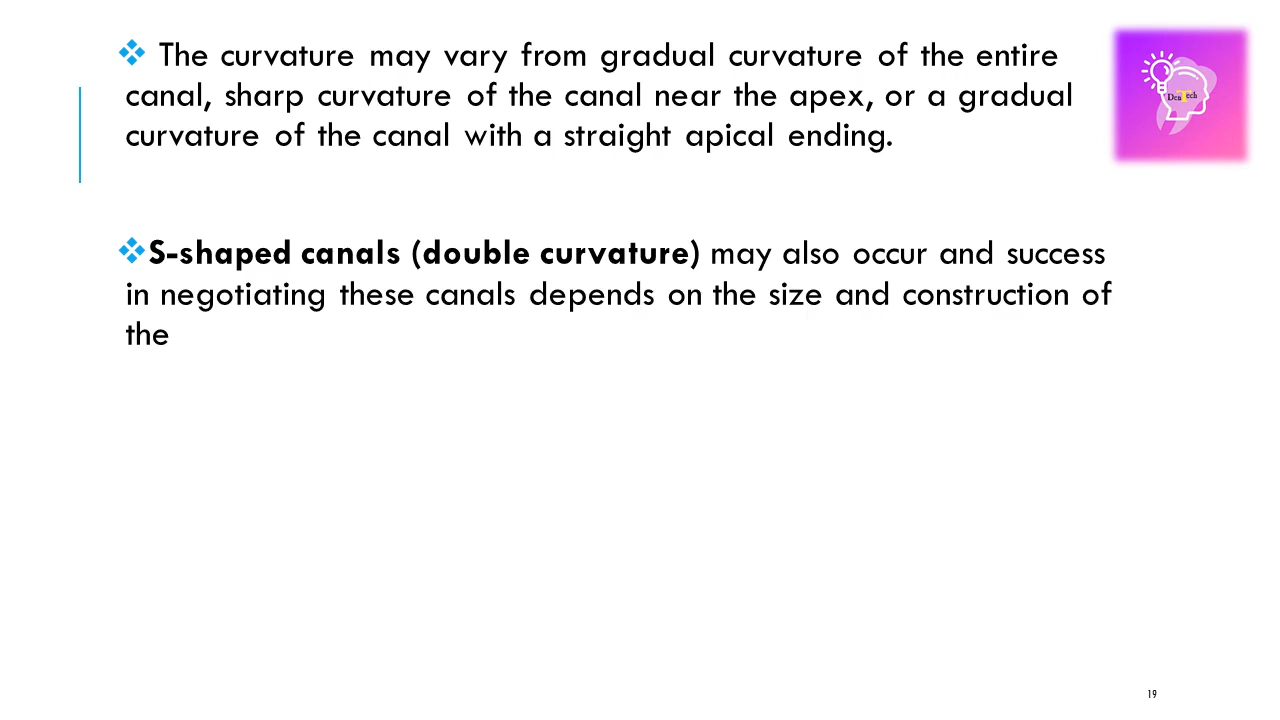 ❖ The curvature may vary from gradual curvature of the entire
canal, sharp curvature of the canal near the apex, or a gradual
curvature of the canal with a straight apical ending.
DenTech
❖S-shaped canals (double curvature) may also occur and success
in negotiating these canals depends on the size and construction of
the
19